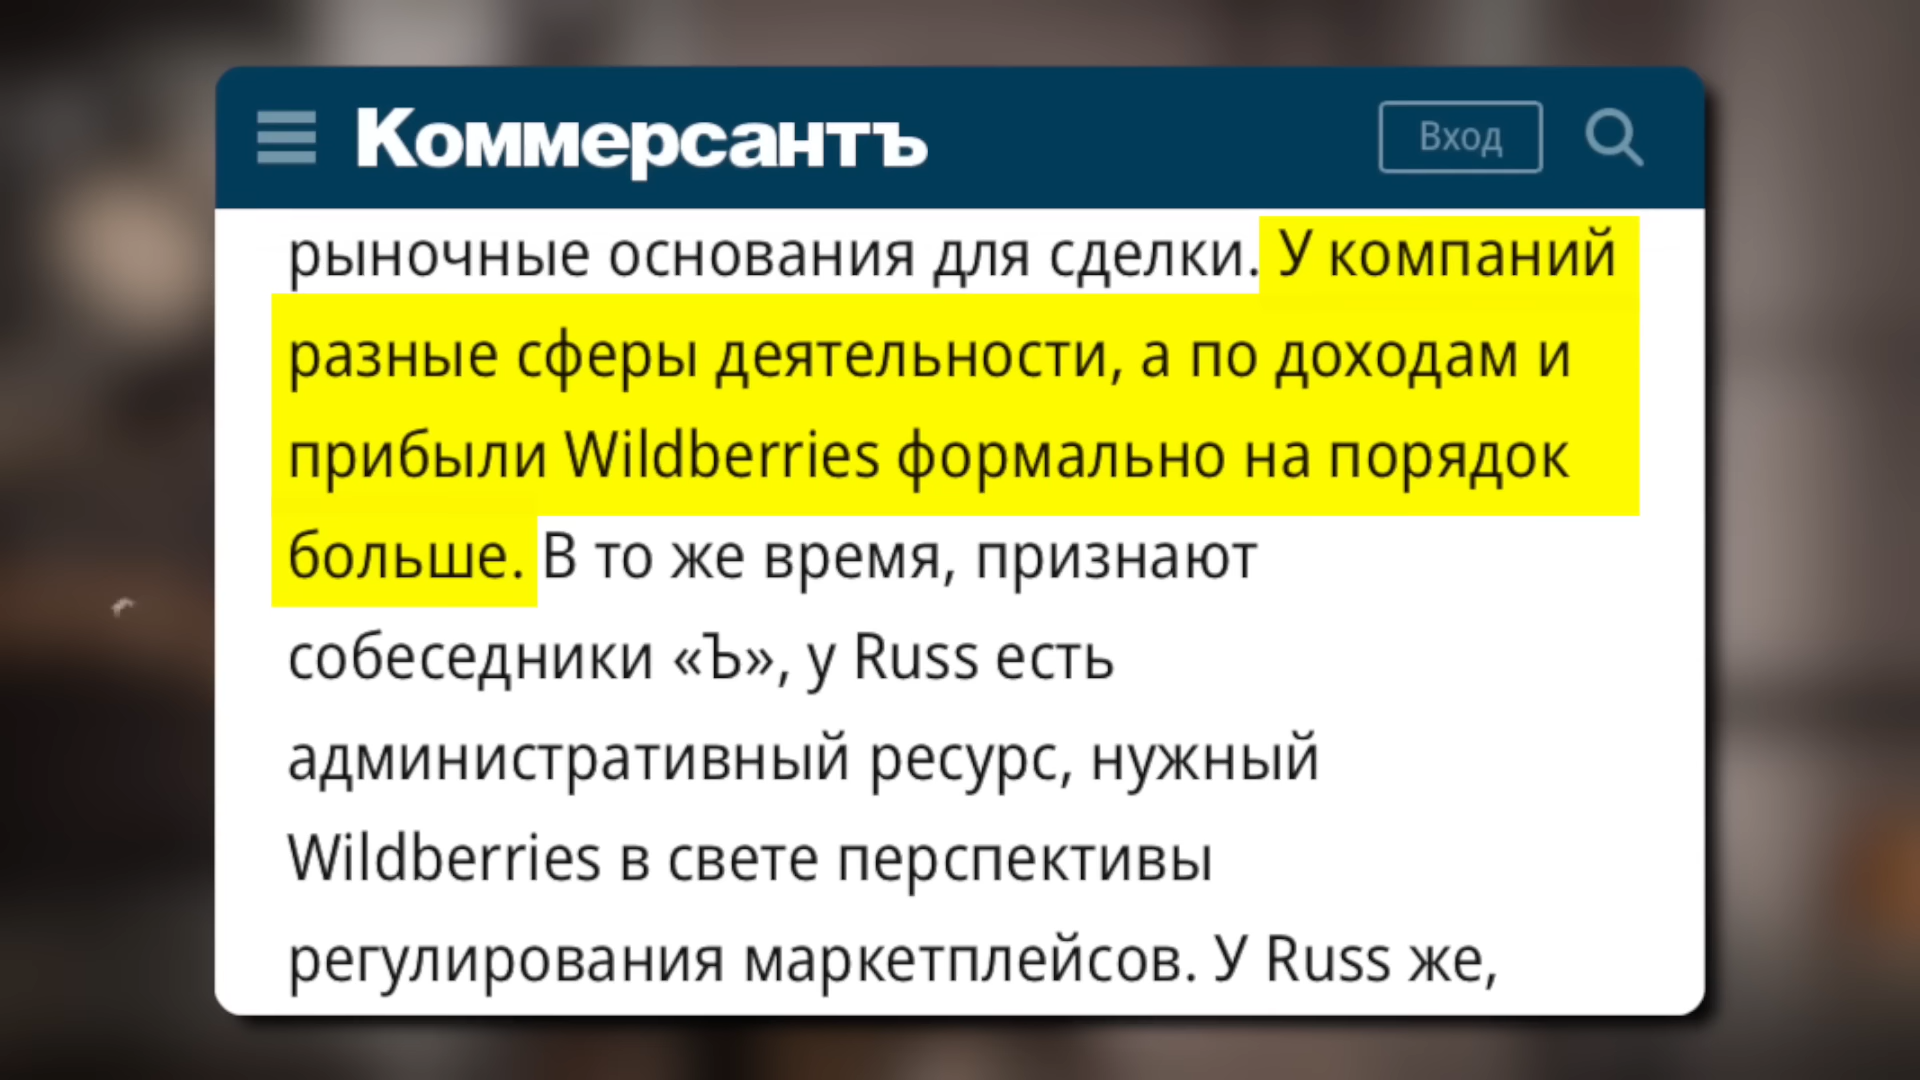 Коммерсантъ
Вход
рыночные основания для сделки. У компаний
разные сферы деятельности, а по доходам и
прибыли Wildberries формально на порядок
больше. В то же время, признают
собеседники «Ъ», у Russ есть
административный ресурс, нужный
Wildberries в свете перспективы
регулирования маркетплейсов. У Russ же,